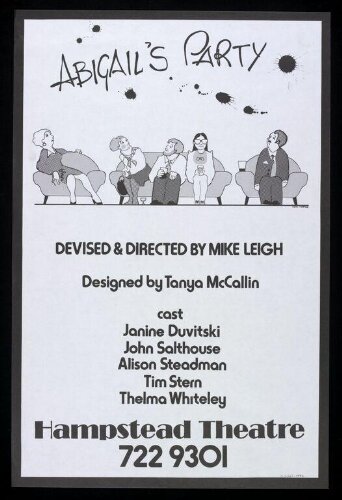 ABIGAIL'S PARTY
DEVISED & DIRECTED BY MIKE LEIGH
Designed by Tanya McCallin
cast
Janine Duvitski
John Salthouse
Alison Steadman
Tim Stern
Thelma Whiteley
Hampstead Theatre
722 9301